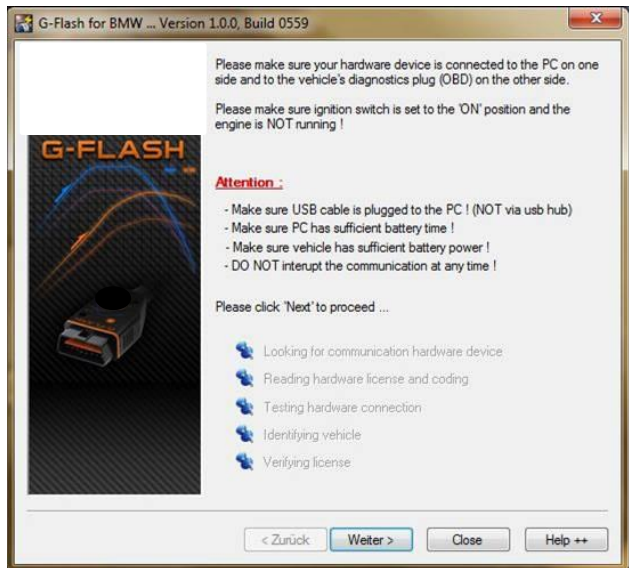 G-Flash for BMW ... Version 1.0.0, Build 0559
Please make sure your hardware device is connected to the PC on one
side and to the vehicle's diagnostics plug (OBD) on the other side.
Please make sure ignition switch is set to the 'ON' position and the
engine is NOT running !
G-FLASH
Attention :
- Make sure USB cable is plugged to the PC ! (NOT via usb hub)
- Make sure PC has sufficient battery time !
- Make sure vehicle has sufficient battery power !
- DO NOT interupt the communication at any time !
Please click 'Next' to proceed ...
Looking for communication hardware device
Reading hardware license and coding
Testing hardware connection
Identifying vehicle
Verifying license
< Zurück
Weiter >
Close
Help ++